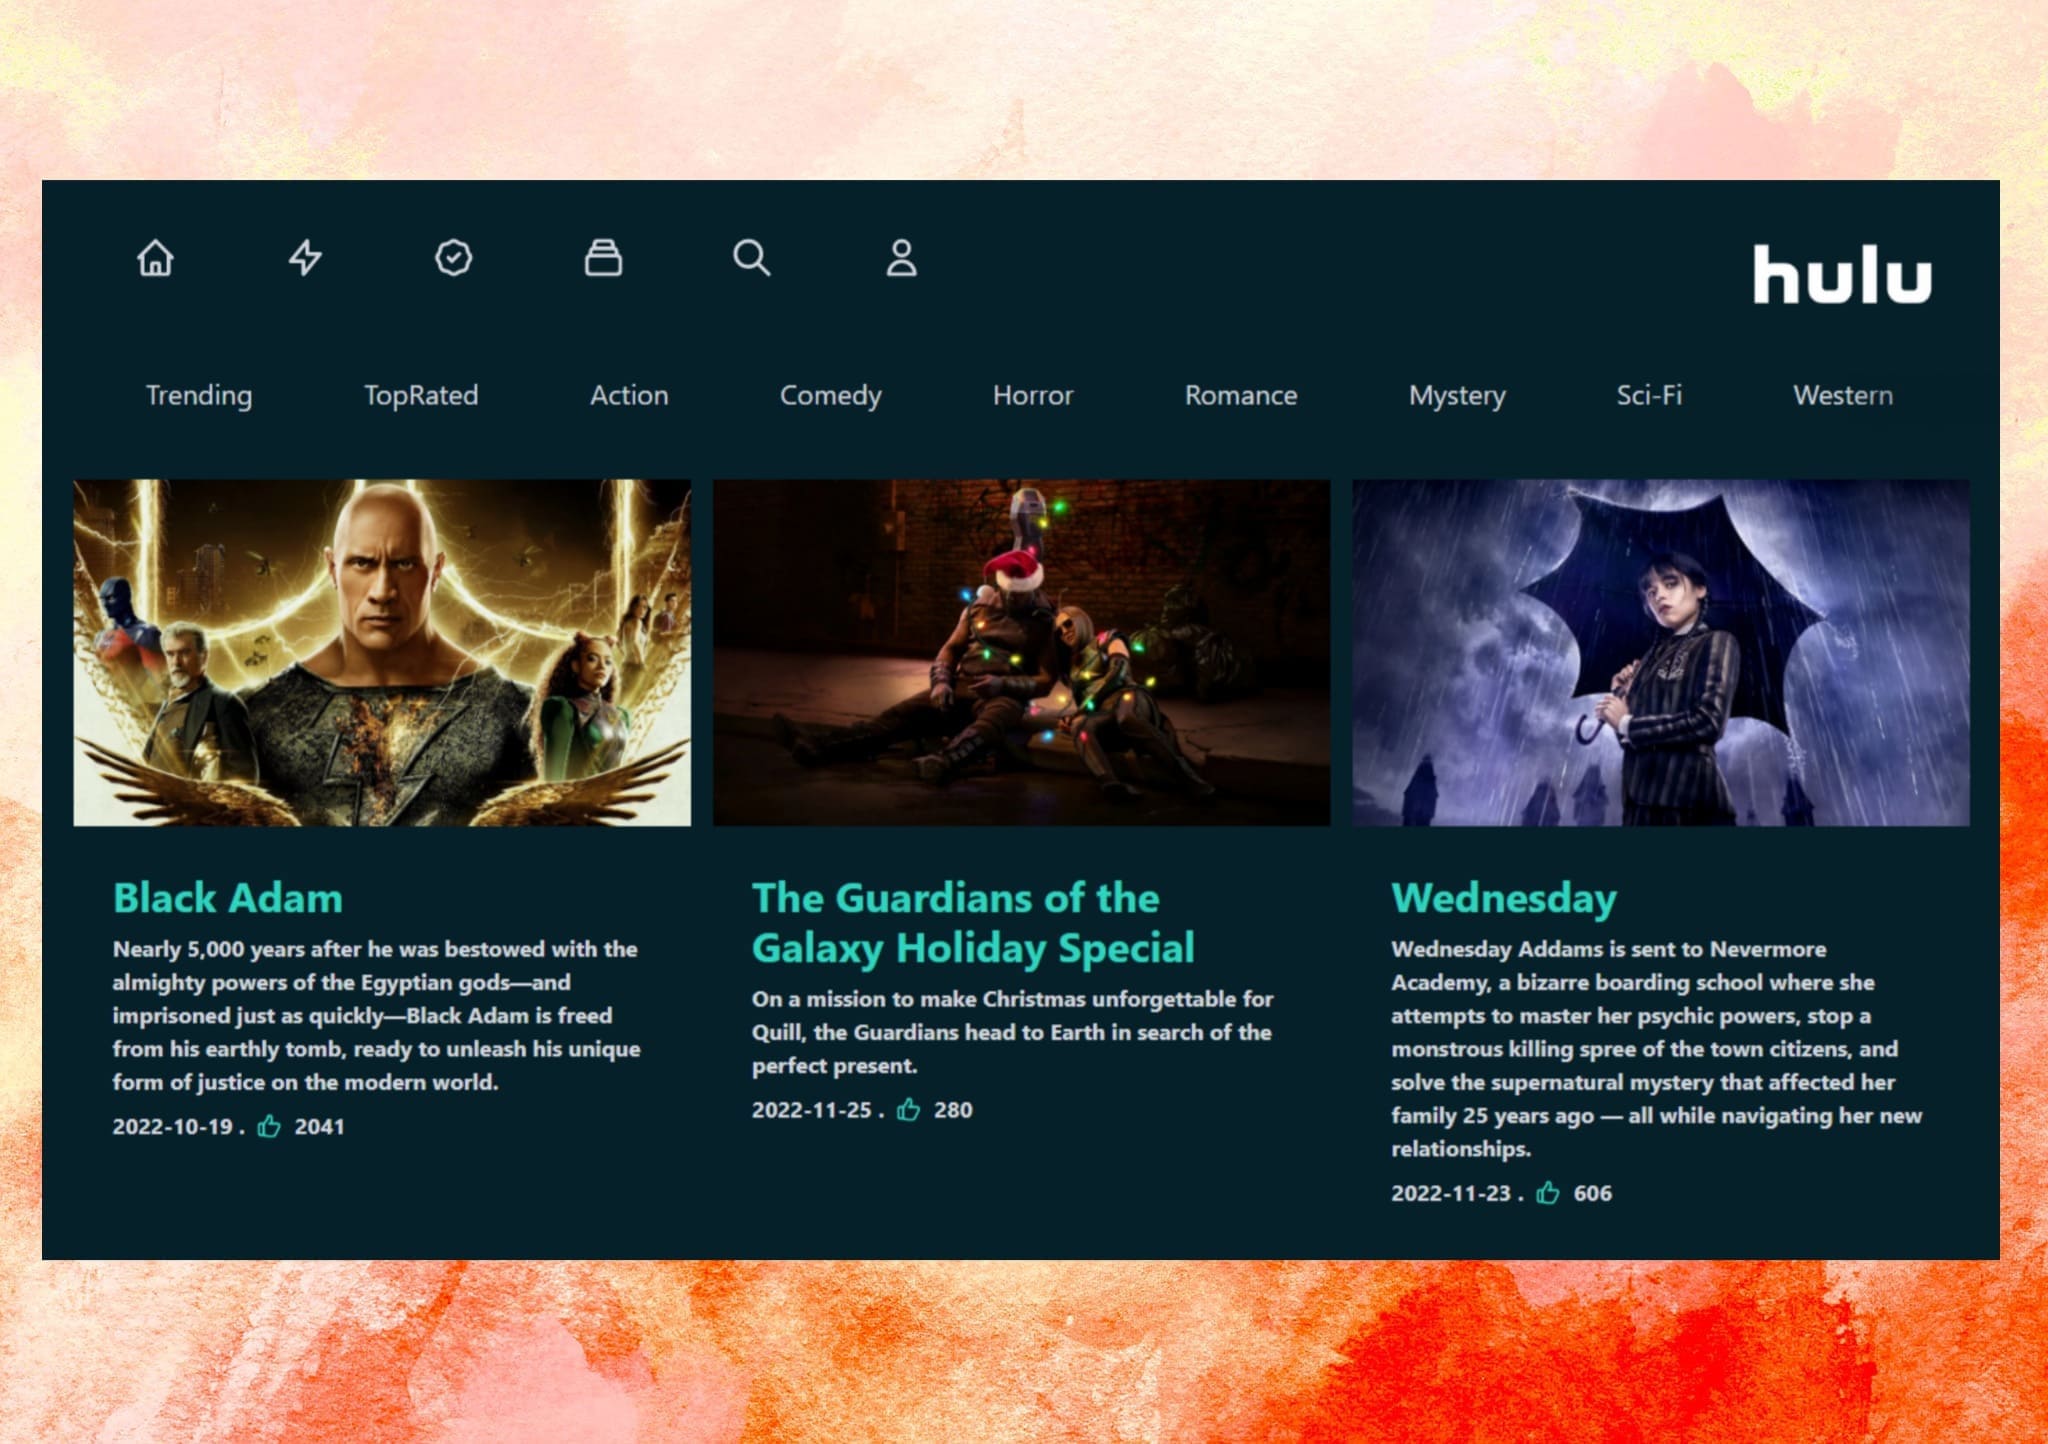 hulu
Trending TopRated Action Comedy Horror Romance Mystery Sci-Fi Western
Black Adam
Nearly 5,000 years after he was bestowed with the
almighty powers of the Egyptian gods—and
imprisoned just as quickly—Black Adam is freed
from his earthly tomb, ready to unleash his unique
form of justice on the modern world.
2022-10-19 . 2041
The Guardians of the
Galaxy Holiday Special
On a mission to make Christmas unforgettable for
Quill, the Guardians head to Earth in search of the
perfect present.
2022-11-25 . 280
Wednesday
Wednesday Addams is sent to Nevermore
Academy, a bizarre boarding school where she
attempts to master her psychic powers, stop a
monstrous killing spree of the town citizens, and
solve the supernatural mystery that affected her
family 25 years ago — all while navigating her new
relationships.
2022-11-23 . 606